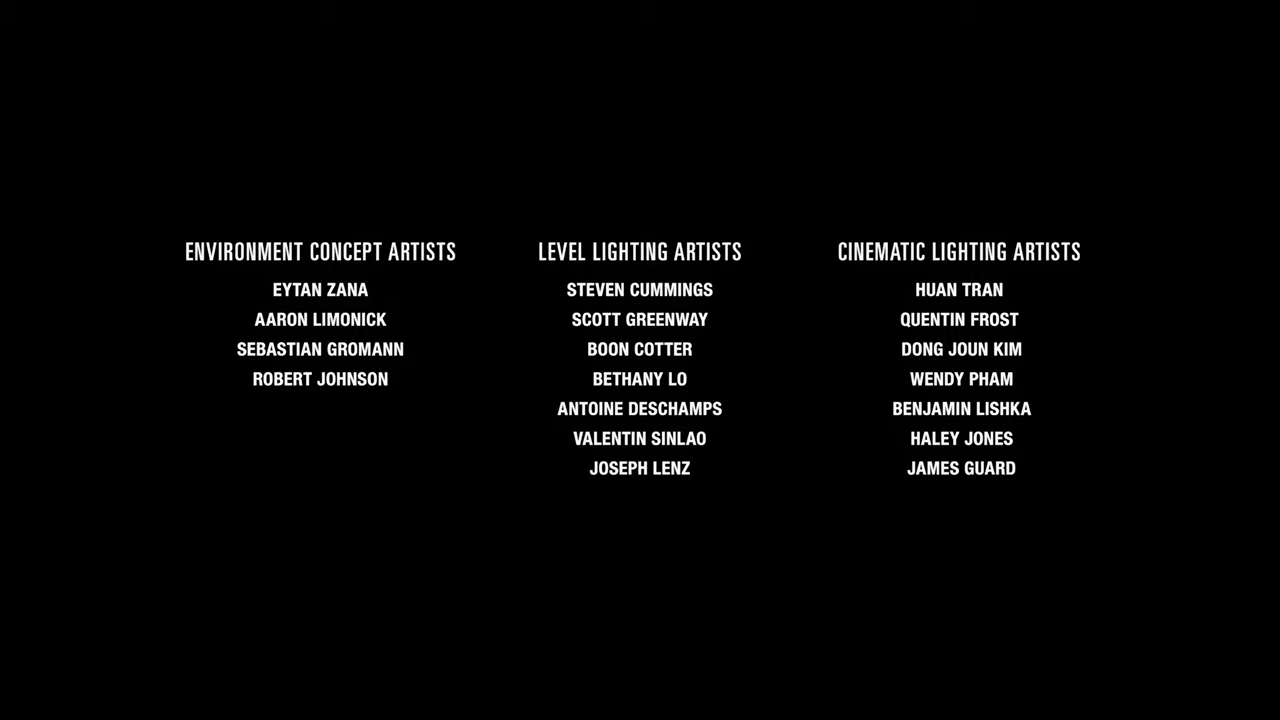 ENVIRONMENT CONCEPT ARTISTS
EYTAN ZANA
AARON LIMONICK
SEBASTIAN GROMANN
ROBERT JOHNSON
LEVEL LIGHTING ARTISTS
STEVEN CUMMINGS
SCOTT GREENWAY
BOON COTTER
BETHANY LO
ANTOINE DESCHAMPS
VALENTIN SINLAO
JOSEPH LENZ
CINEMATIC LIGHTING ARTISTS
HUAN TRAN
QUENTIN FROST
DONG JOUN KIM
WENDY PHAM
BENJAMIN LISHKA
HALEY JONES
JAMES GUARD